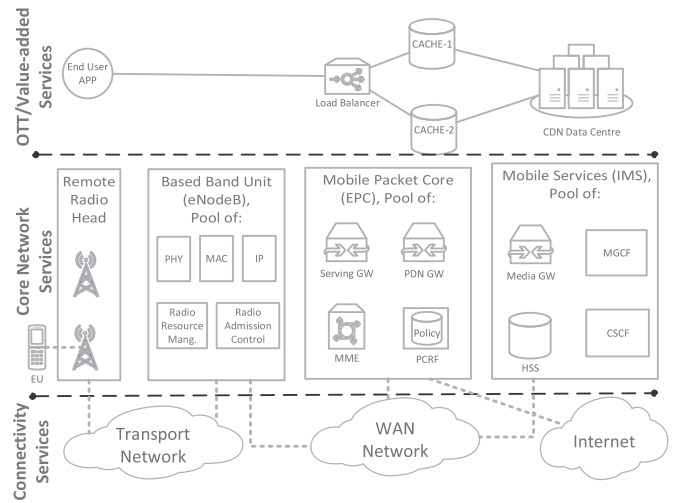 OTT/Value-added
Services
End User
APP
Load Balancer
CACHE-1
CACHE-2
CDN Data Centre
Core Network
Services
Remote
Radio
Head
EU
Based Band Unit
(eNodeB),
Pool of:
PHY
MAC
IP
Radio
Resource
Mang.
Radio
Admission
Control
Mobile Packet Core
(EPC), Pool of:
Serving GW
PDN GW
MME
Policy
PCRF
Mobile Services (IMS),
Pool of:
Media GW
MGCF
HSS
CSCF
Connectivity
Services
Transport
Network
WAN
Network
Internet